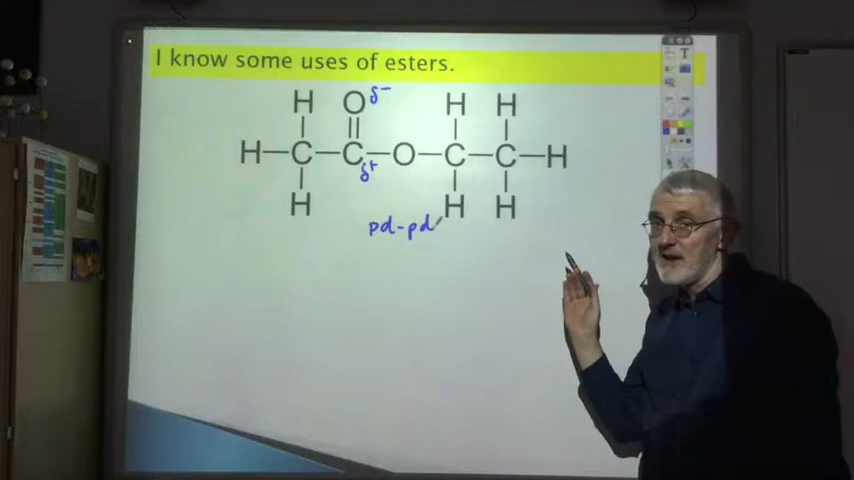 I know some uses of esters.
H O δ- H H
H-C-C-O-C-C-H
δ+
H H H
pd-pd
T